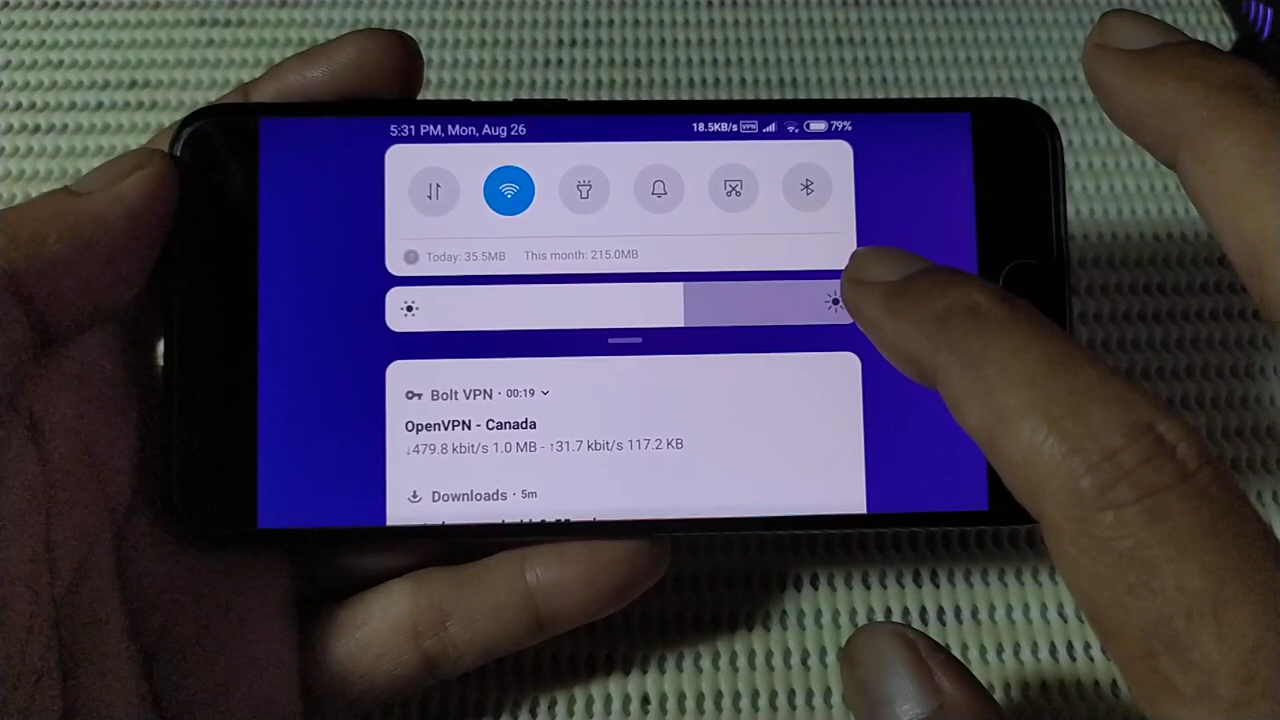 5:31 PM, Mon, Aug 26
18.5KB/s VPN 79%
Today: 35.5MB This month: 215.0MB
Bolt VPN · 00:19
OpenVPN - Canada
↓479.8 kbit/s 1.0 MB - ↑31.7 kbit/s 117.2 KB
Downloads · 5m